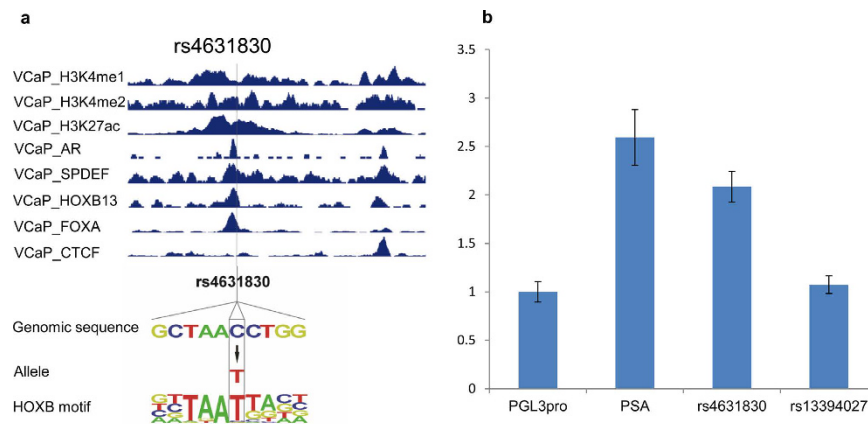 a
rs4631830
VCaP_H3K4me1
VCaP_H3K4me2
VCaP_H3K27ac
VCaP_AR
VCaP_SPDEF
VCaP_HOXB13
VCaP_FOXA
VCaP_CTCF
rs4631830
Genomic sequence GCTAACCTGG
Allele T
HOXB motif TAATTA
b
3.5
3
2.5
2
1.5
1
0.5
0
PGL3pro PSA rs4631830 rs13394027